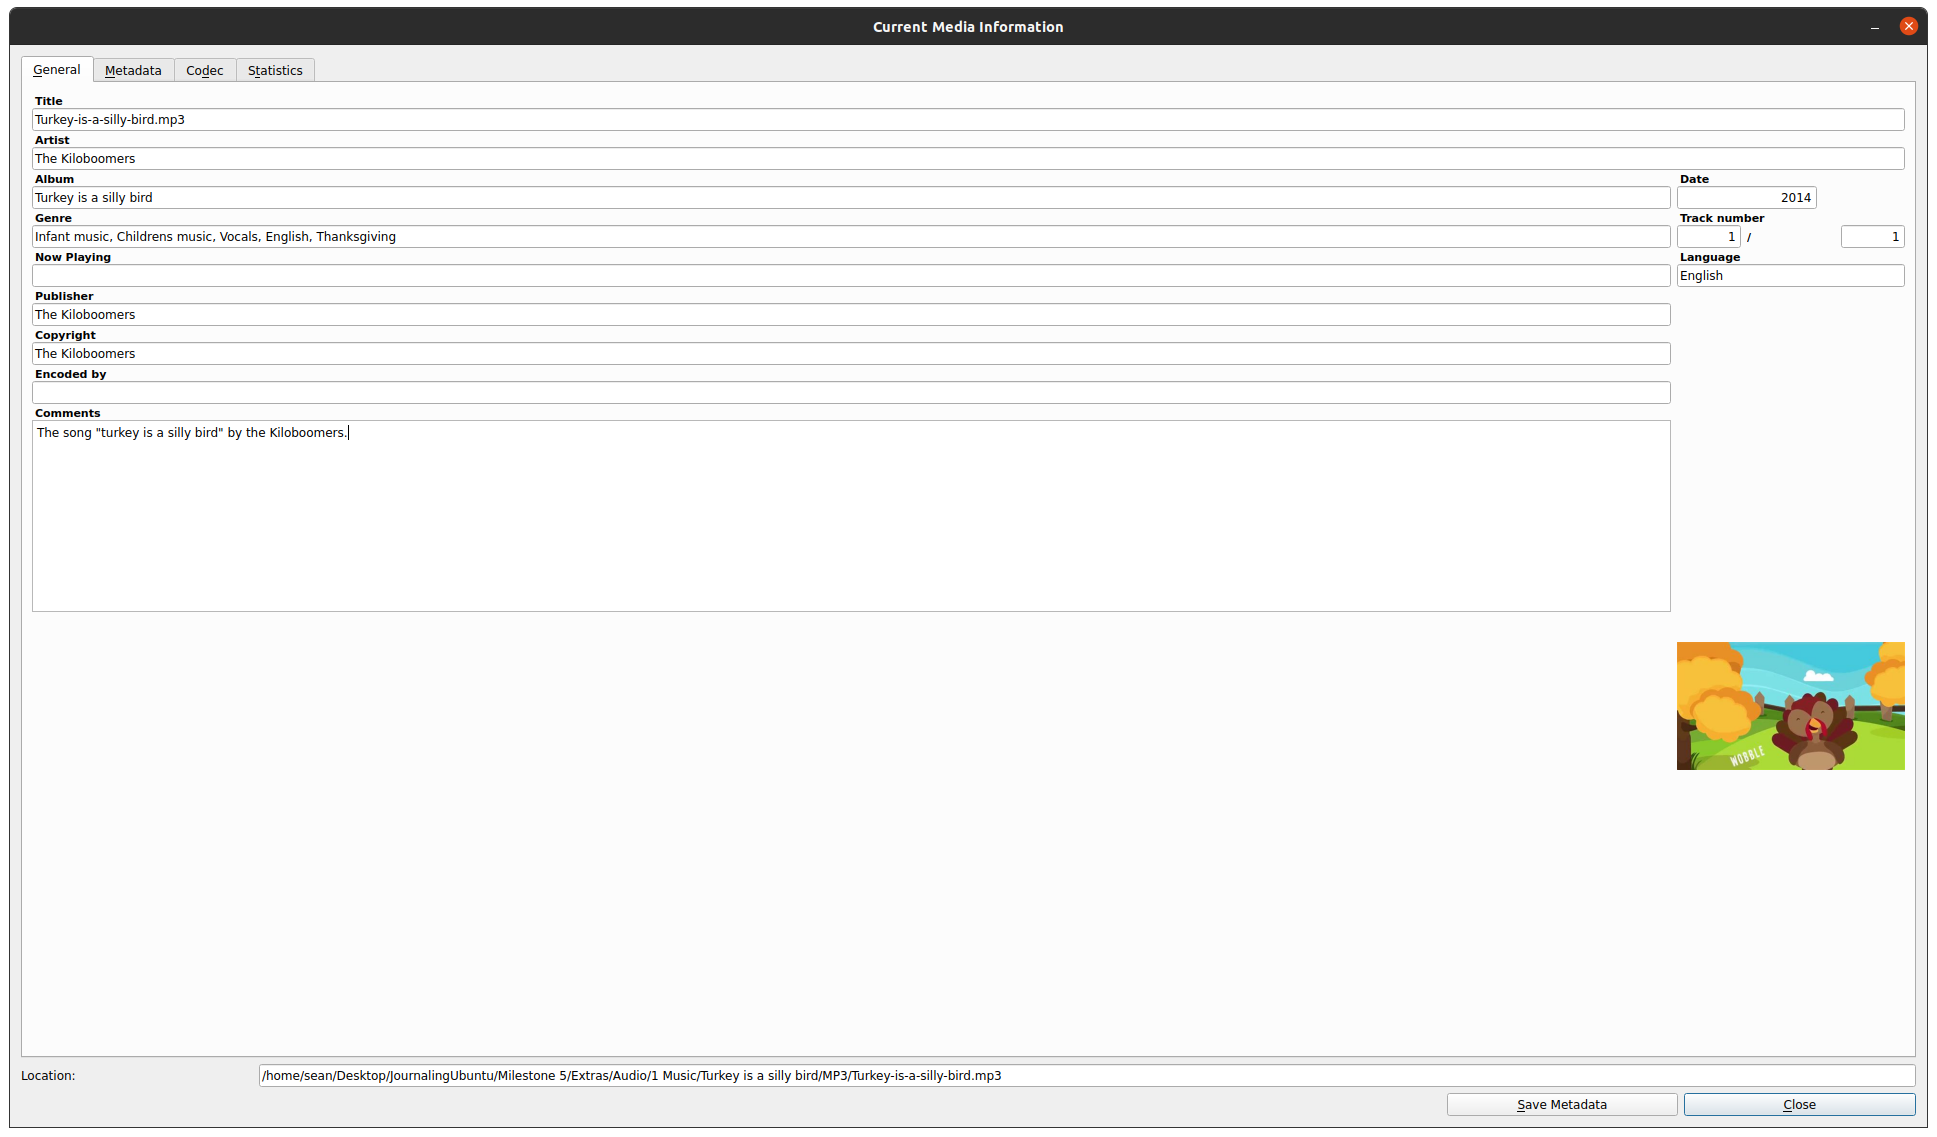 Current Media Information
General Metadata Codec Statistics
Title
Turkey-is-a-silly-bird.mp3
Artist
The Kiloboomers
Album Date
Turkey is a silly bird 2014
Genre Track number
Infant music, Childrens music, Vocals, English, Thanksgiving 1 / 1
Now Playing Language
English
Publisher
The Kiloboomers
Copyright
The Kiloboomers
Encoded by
Comments
The song "turkey is a silly bird" by the Kiloboomers.
WOBBLE
Location: /home/sean/Desktop/JournalingUbuntu/Milestone 5/Extras/Audio/1 Music/Turkey is a silly bird/MP3/Turkey-is-a-silly-bird.mp3
Save Metadata Close